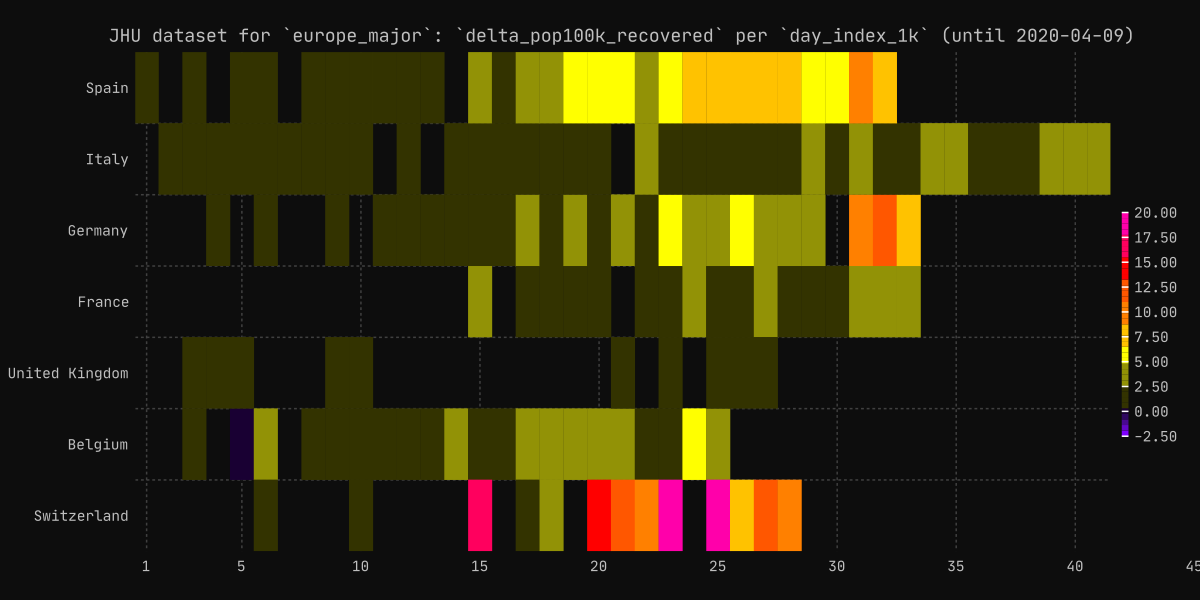 JHU dataset for `europe_major`: `delta_pop100k_recovered` per `day_index_1k` (until 2020-04-09)
Spain
Italy
Germany
France
United Kingdom
Belgium
Switzerland
20.00
17.50
15.00
12.50
10.00
7.50
5.00
2.50
0.00
-2.50
1 5 10 15 20 25 30 35 40 45